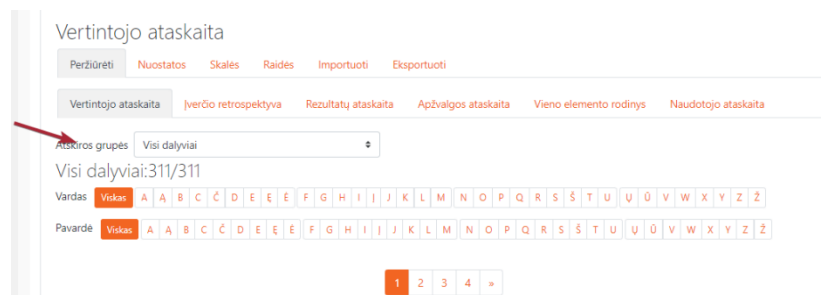 Vertintojo ataskaita
Peržiūrėti Nuostatos Skalės Raidės Importuoti Eksportuoti
Vertintojo ataskaita Įverčio retrospektyva Rezultatų ataskaita Apžvalgos ataskaita Vieno elemento rodinys Naudotojo ataskaita
Atskiros grupės Visi dalyviai
Visi dalyviai:311/311
Vardas Viskas A Ą B C Č D E Ę Ė F G H I Į J K L M N O P Q R S Š T U Ų Ū V W X Y Z Ž
Pavardė Viskas A Ą B C Č D E Ę Ė F G H I Į J K L M N O P Q R S Š T U Ų Ū V W X Y Z Ž
1 2 3 4 »